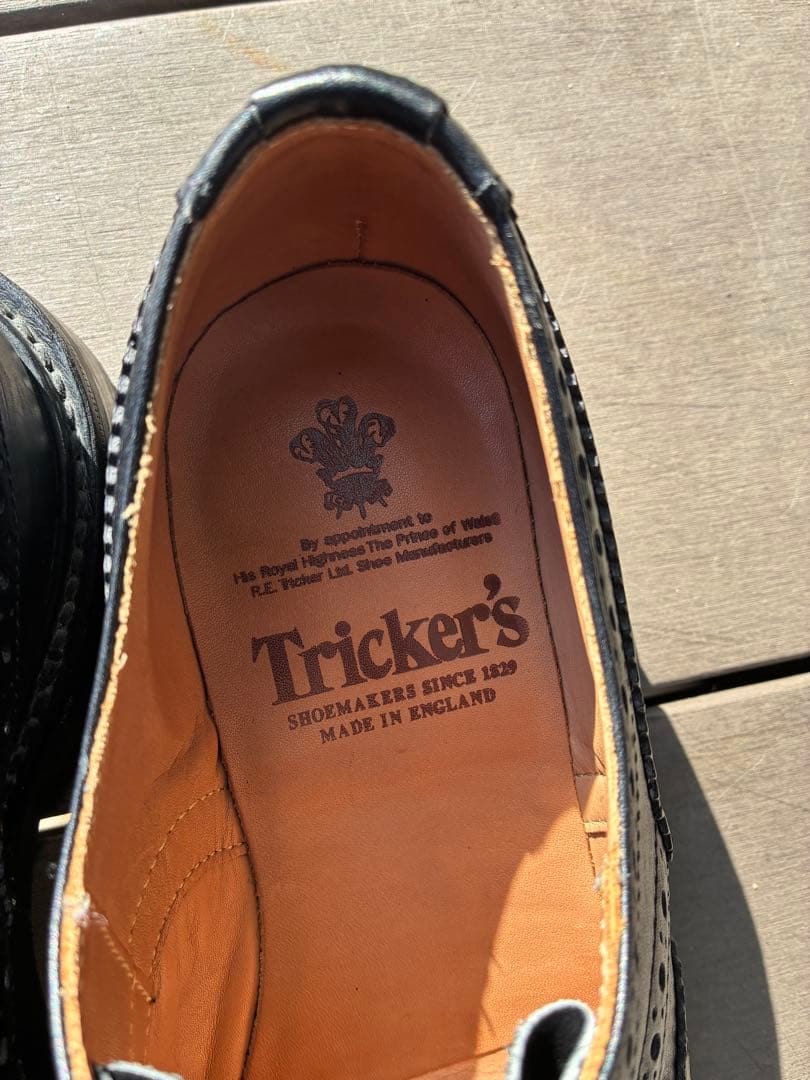 By appointment to
His Royal Highness The Prince of Wales
R.E. Tricker Ltd. Shoe Manufacturers
Tricker's
SHOEMAKERS SINCE 1829
MADE IN ENGLAND